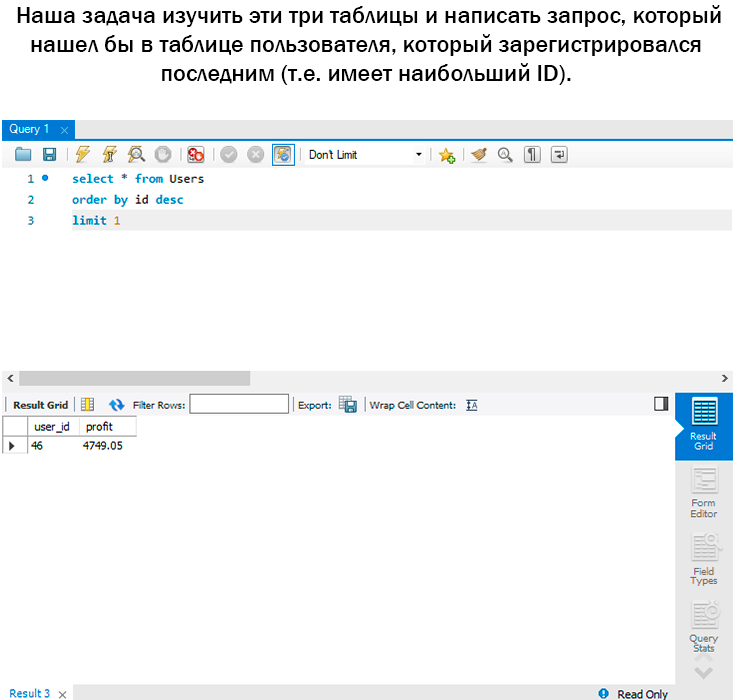 Наша задача изучить эти три таблицы и написать запрос, который
нашел бы в таблице пользователя, который зарегистрировался
последним (т.е. имеет наибольший ID).
Query 1
Don't Limit
1 select * from Users
2 order by id desc
3 limit 1
Result Grid Filter Rows: Export: Wrap Cell Content: IA
user_id profit
46 4749.05
Result
Grid
Form
Editor
Field
Types
Query
Stats
Result 3 Read Only